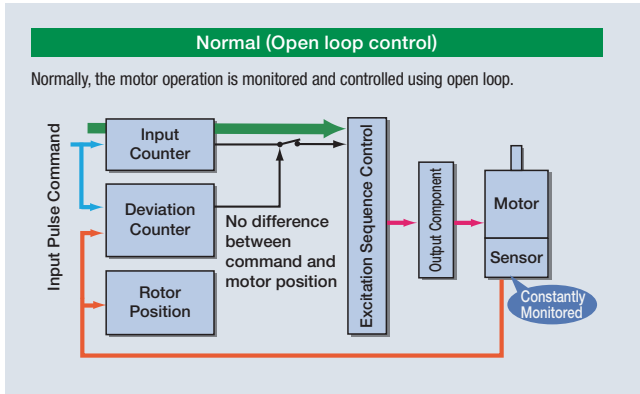 Normal (Open loop control)
Normally, the motor operation is monitored and controlled using open loop.
Input Pulse Command
Input
Counter
Deviation
Counter
Rotor
Position
No difference
between
command and
motor position
Excitation Sequence Control
Output Component
Motor
Sensor
Constantly
Monitored